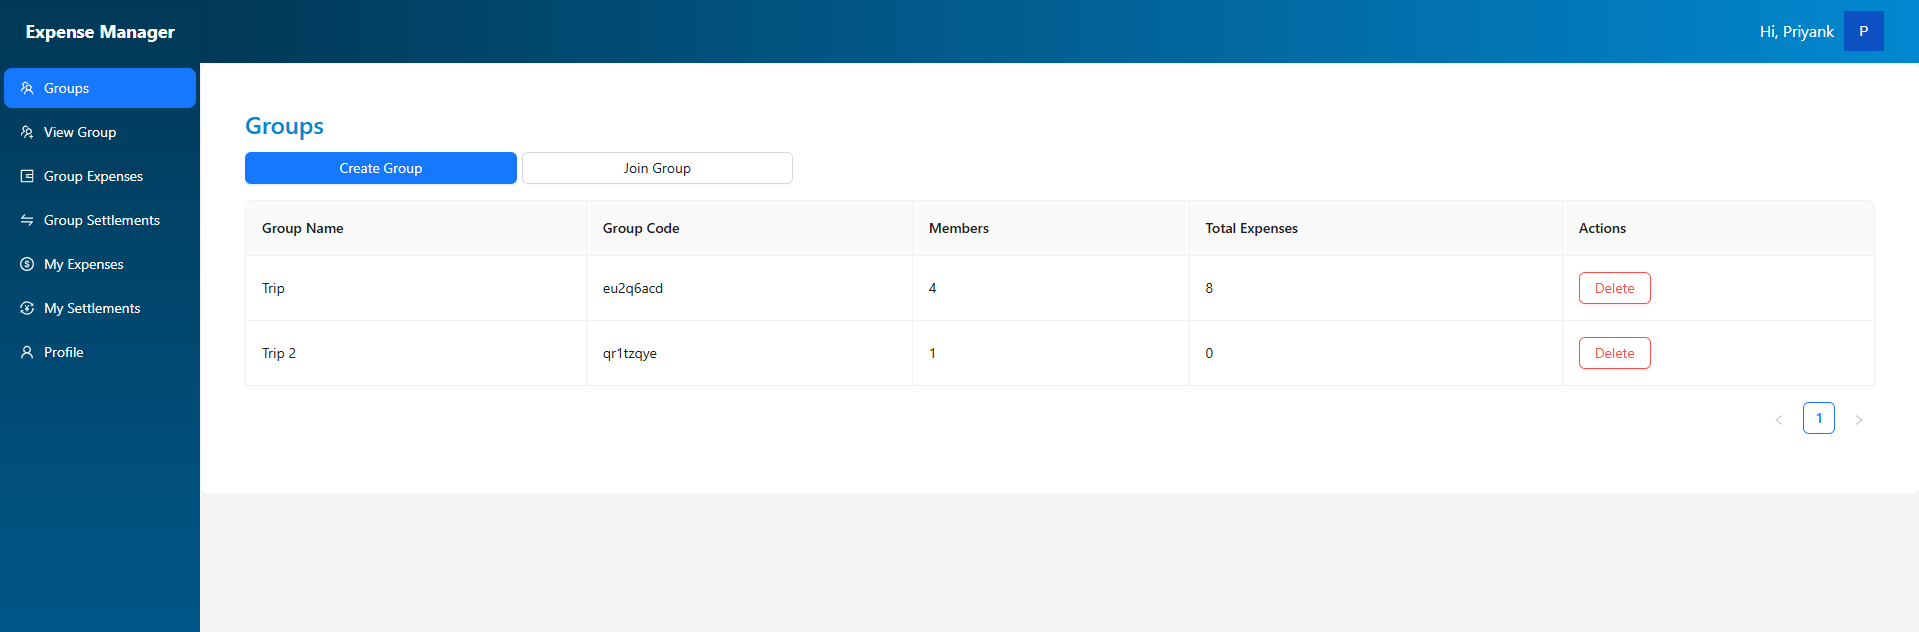 Expense Manager
Hi, Priyank P
Groups
View Group
Group Expenses
Group Settlements
My Expenses
My Settlements
Profile
Groups
Create Group Join Group
Group Name Group Code Members Total Expenses Actions
Trip eu2q6acd 4 8 Delete
Trip 2 qr1tzqye 1 0 Delete
< 1 >